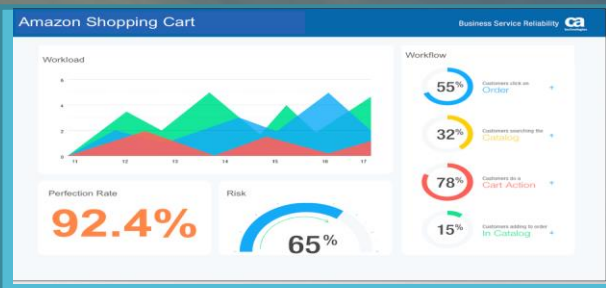 Amazon Shopping Cart
Business Service Reliability
ca
technologies
Workload
6
4
2
0
11 12 13 14 15 16 17
Perfection Rate
92.4%
Risk
65%
Workflow
55%
Customers click on
Order
+
32%
Customers searching the
Catalog
+
78%
Customers do a
Cart Action
+
15%
Customers adding to order
In Catalog
+